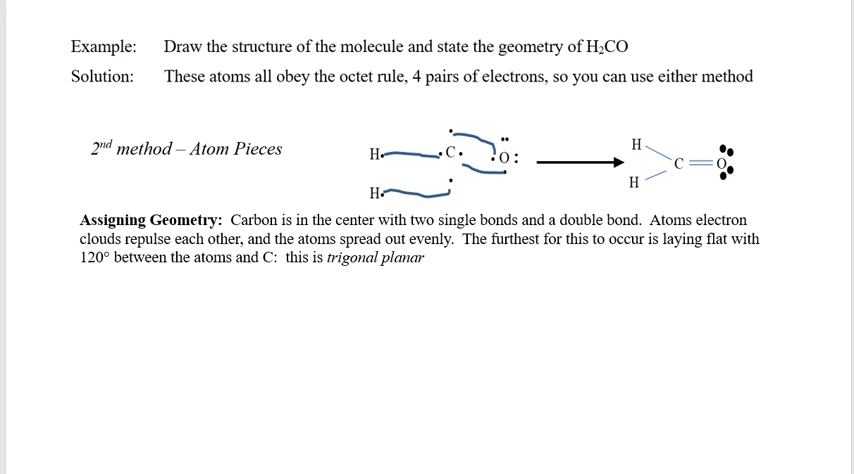 Example: Draw the structure of the molecule and state the geometry of H₂CO
Solution: These atoms all obey the octet rule, 4 pairs of electrons, so you can use either method
2nd method – Atom Pieces
H C O
H
H
C O
H
Assigning Geometry: Carbon is in the center with two single bonds and a double bond. Atoms electron
clouds repulse each other, and the atoms spread out evenly. The furthest for this to occur is laying flat with
120° between the atoms and C: this is trigonal planar